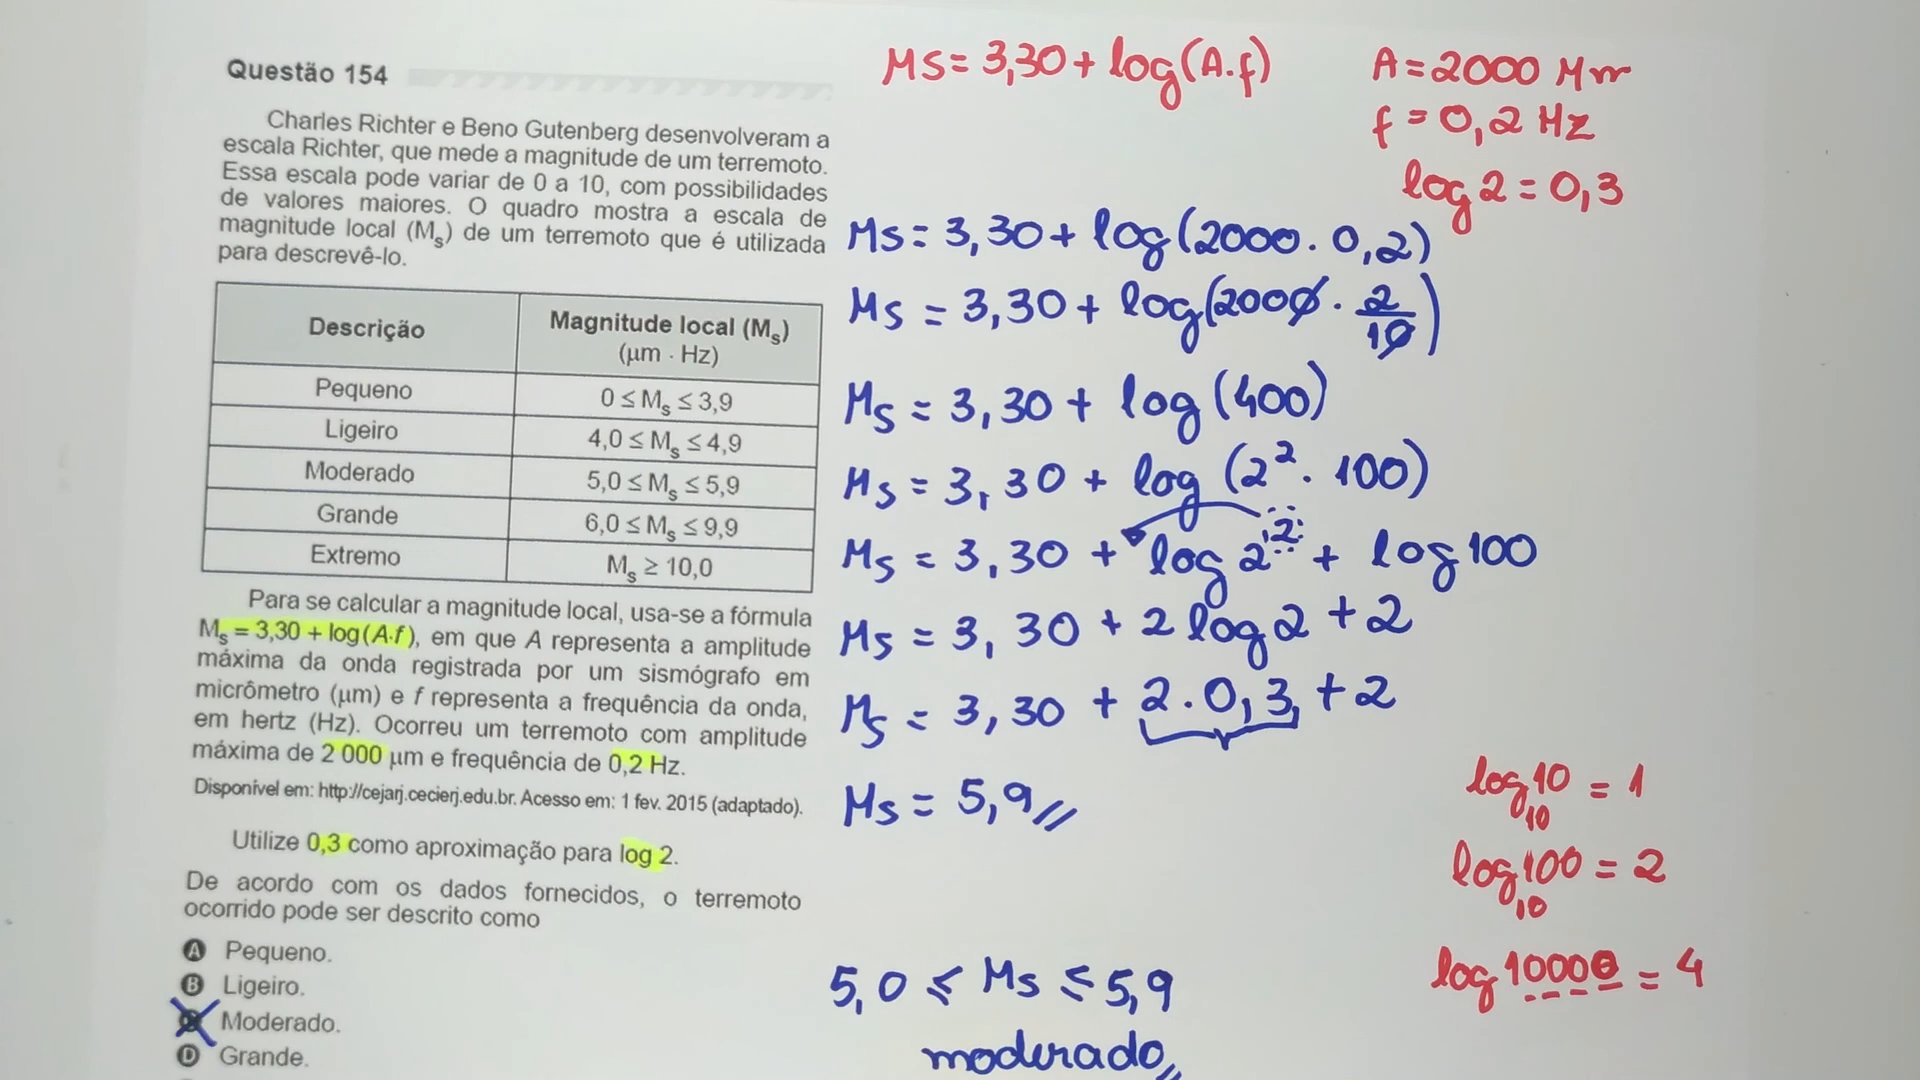 Questão 154
Charles Richter e Beno Gutenberg desenvolveram a
escala Richter, que mede a magnitude de um terremoto.
Essa escala pode variar de 0 a 10, com possibilidades
de valores maiores. O quadro mostra a escala de
magnitude local (Mₛ) de um terremoto que é utilizada
para descrevê-lo.
Descrição
Magnitude local (Mₛ)
(µm · Hz)
Pequeno
0 ≤ Mₛ ≤ 3,9
Ligeiro
4,0 ≤ Mₛ ≤ 4,9
Moderado
5,0 ≤ Mₛ ≤ 5,9
Grande
6,0 ≤ Mₛ ≤ 9,9
Extremo
Mₛ ≥ 10,0
Para se calcular a magnitude local, usa-se a fórmula
Mₛ = 3,30 + log(A·f), em que A representa a amplitude
máxima da onda registrada por um sismógrafo em
micrômetro (µm) e f representa a frequência da onda,
em hertz (Hz). Ocorreu um terremoto com amplitude
máxima de 2 000 µm e frequência de 0,2 Hz.
Disponível em: http://cejarj.cecierj.edu.br. Acesso em: 1 fev. 2015 (adaptado).
Utilize 0,3 como aproximação para log 2.
De acordo com os dados fornecidos, o terremoto
ocorrido pode ser descrito como
A Pequeno.
B Ligeiro.
Moderado.
D Grande.
MS = 3,30 + log(A.f)
A = 2000 Mm
f = 0,2 Hz
log 2 = 0,3
Ms = 3,30 + log(2000 . 0,2)
Ms = 3,30 + log(2000 . 2/10)
Ms = 3,30 + log (400)
Ms = 3,30 + log (2² . 100)
Ms = 3,30 + log 2² + log 100
Ms = 3,30 + 2 log 2 + 2
Ms = 3,30 + 2 . 0,3 + 2
Ms = 5,9 //
log₁₀ 10 = 1
log₁₀ 100 = 2
log 10000 = 4
5,0 ≤ Ms ≤ 5,9
moderado //